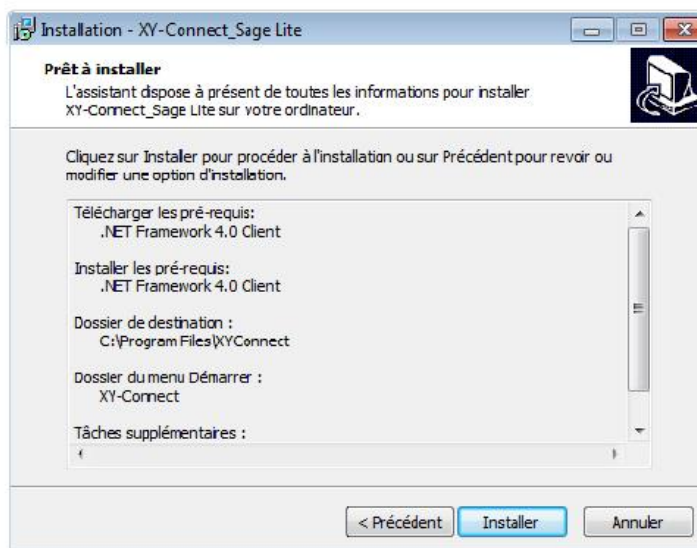 Installation - XY-Connect_Sage Lite
Prêt à installer
L'assistant dispose à présent de toutes les informations pour installer
XY-Connect_Sage Lite sur votre ordinateur.
Cliquez sur Installer pour procéder à l'installation ou sur Précédent pour revoir ou
modifier une option d'installation.
Télécharger les pré-requis:
.NET Framework 4.0 Client
Installer les pré-requis:
.NET Framework 4.0 Client
Dossier de destination :
C:\Program Files\XYConnect
Dossier du menu Démarrer :
XY-Connect
Tâches supplémentaires :
< Précédent
Installer
Annuler